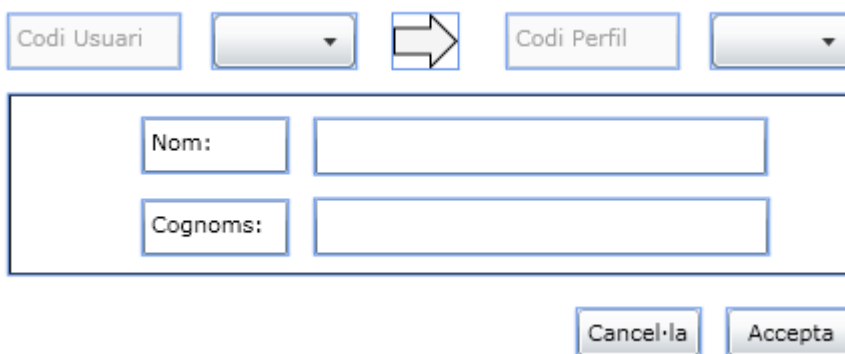 Codi Usuari
Codi Perfil
Nom:
Cognoms:
Cancel·la
Accepta